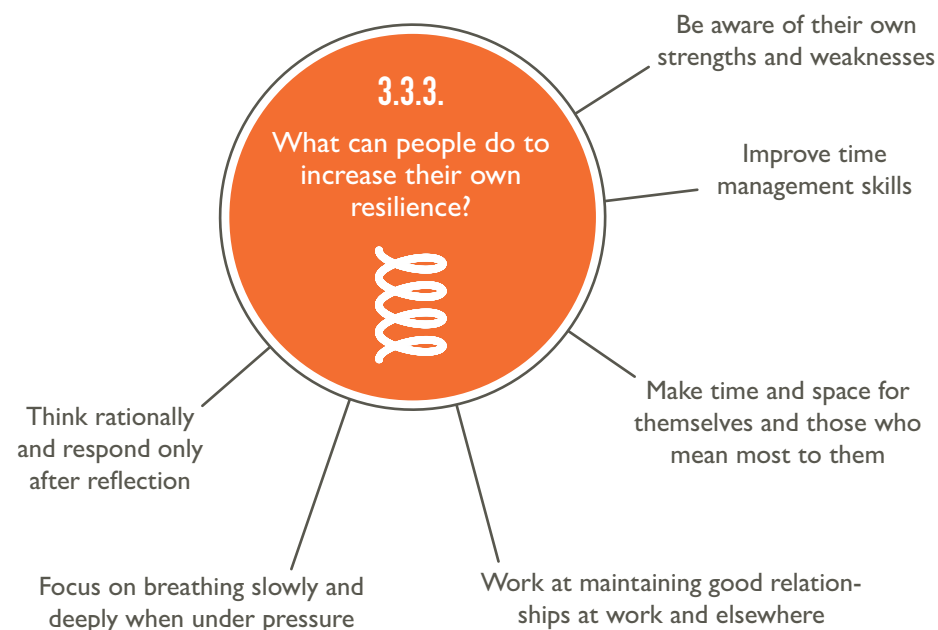 3.3.3.
What can people do to
increase their own
resilience?
Be aware of their own
strengths and weaknesses
Improve time
management skills
Make time and space for
themselves and those who
mean most to them
Work at maintaining good relation-
ships at work and elsewhere
Focus on breathing slowly and
deeply when under pressure
Think rationally
and respond only
after reflection